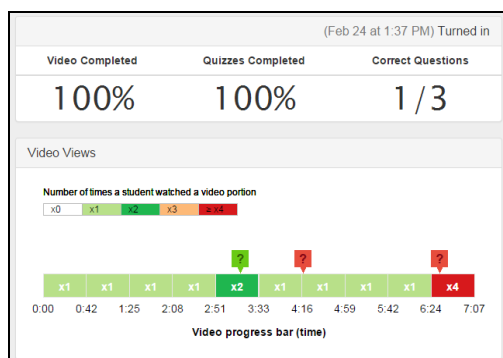 (Feb 24 at 1:37 PM) Turned in
Video Completed Quizzes Completed Correct Questions
100% 100% 1/3
Video Views
Number of times a student watched a video portion
x0 x1 x2 x3 ≥ x4
? ? ?
x1 x1 x1 x1 x2 x1 x1 x1 x1 x4
0:00 0:42 1:25 2:08 2:51 3:33 4:16 4:59 5:42 6:24 7:07
Video progress bar (time)